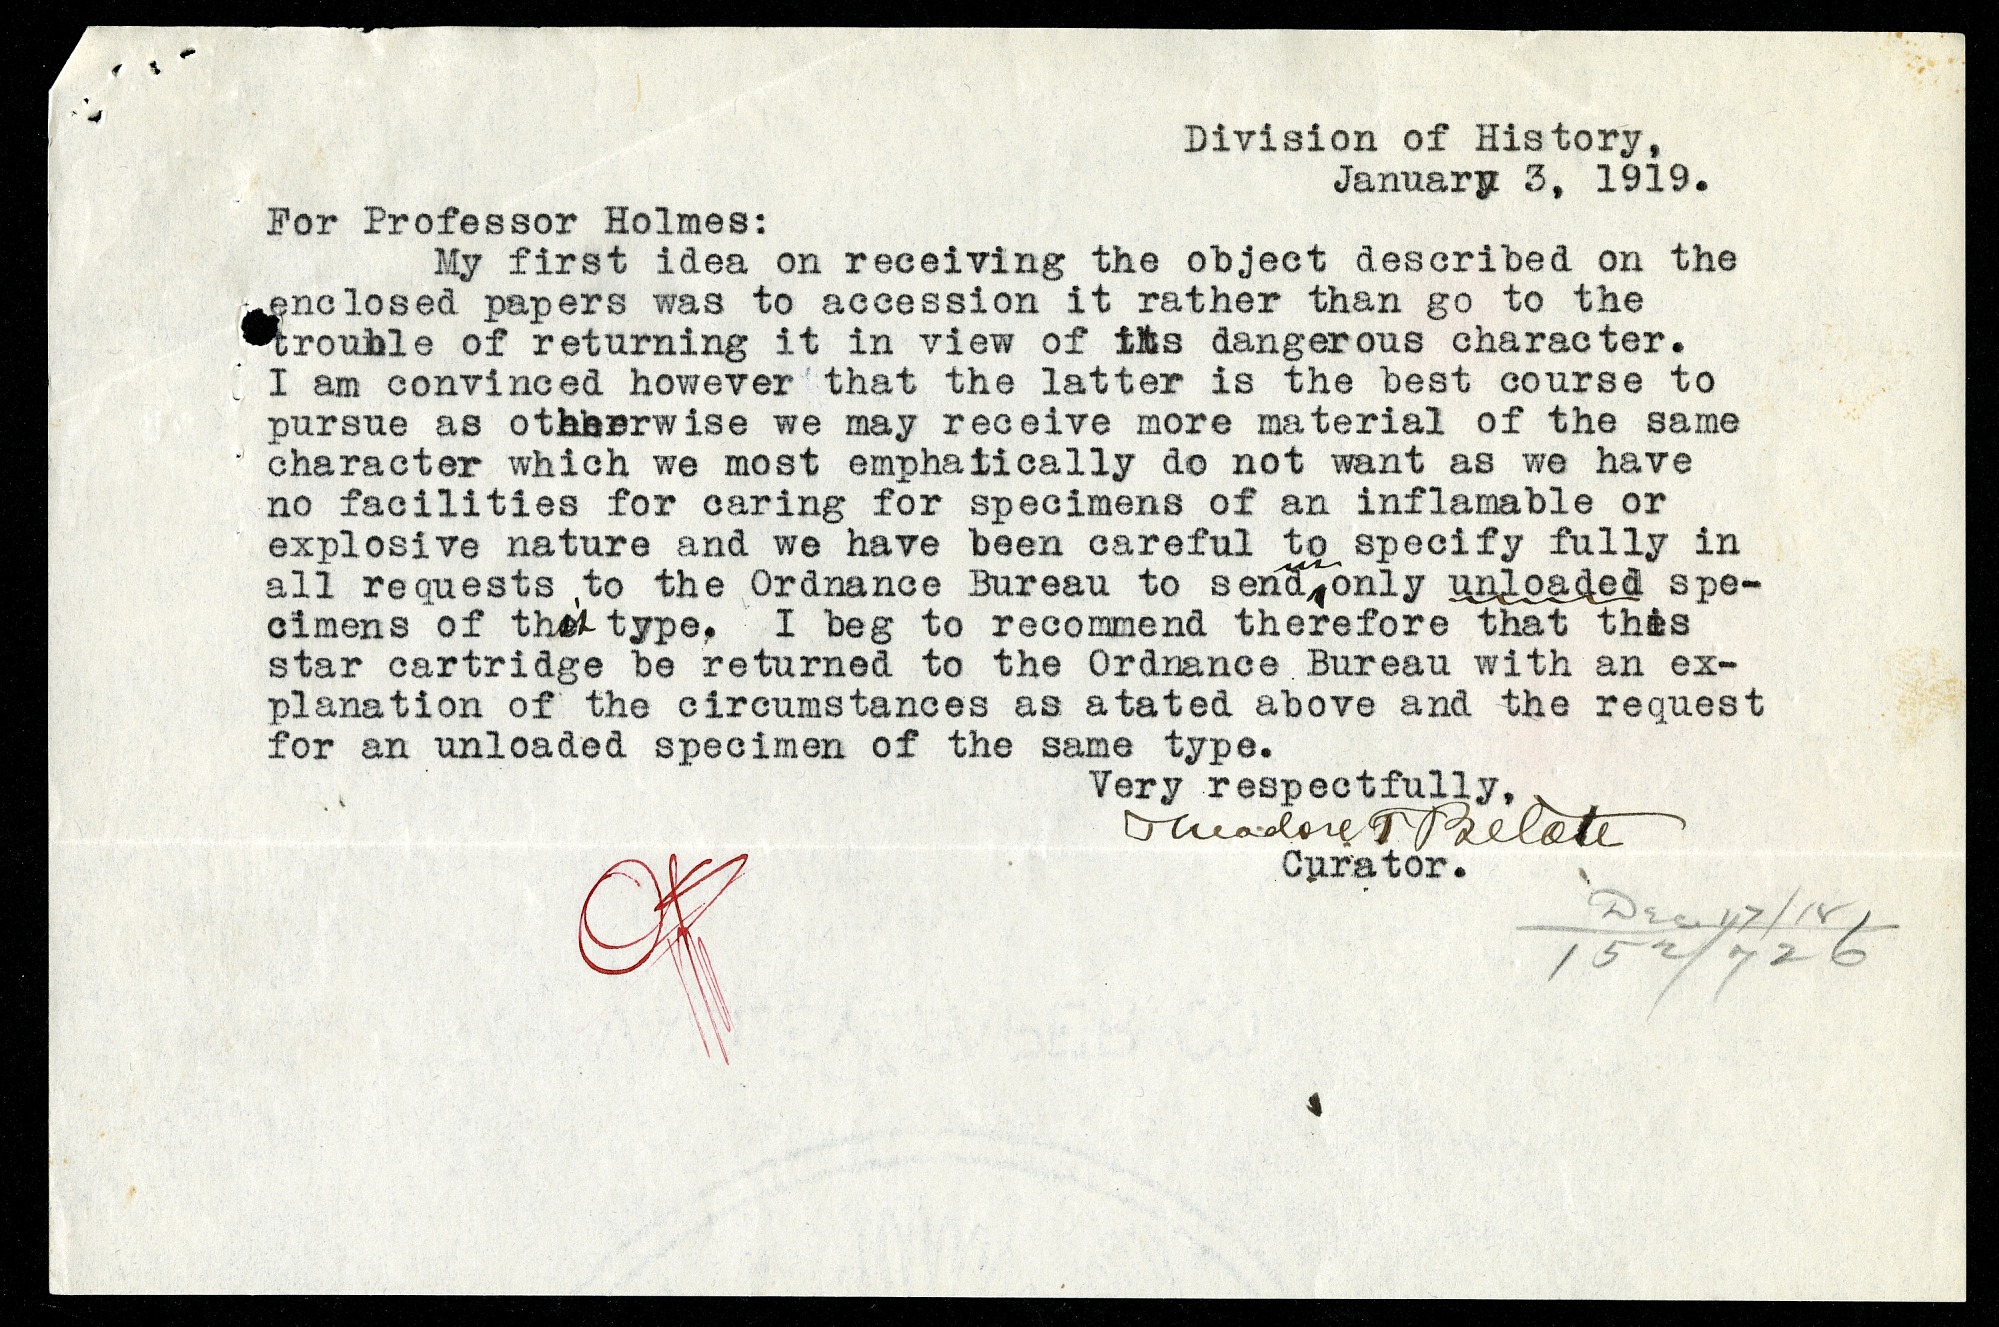 Division of History,
January 3, 1919.
For Professor Holmes:
My first idea on receiving the object described on the
enclosed papers was to accession it rather than go to the
trouble of returning it in view of its dangerous character.
I am convinced however that the latter is the best course to
pursue as otherwise we may receive more material of the same
character which we most emphatically do not want as we have
no facilities for caring for specimens of an inflamable or
explosive nature and we have been careful to specify fully in
all requests to the Ordnance Bureau to send us only unloaded spe-
cimens of this type. I beg to recommend therefore that this
star cartridge be returned to the Ordnance Bureau with an ex-
planation of the circumstances as atated above and the request
for an unloaded specimen of the same type.
Very respectfully,
Theodore T Belote
Curator.
Dec. 17/18
152/726